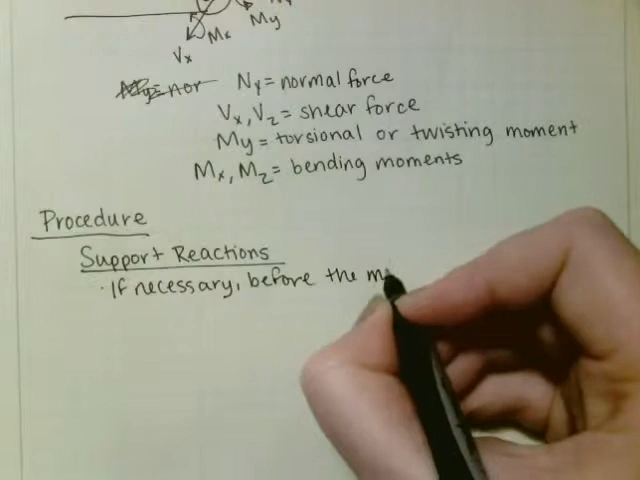 Mx My
Vx
Ny = normal force
Vx, Vz = shear force
My = torsional or twisting moment
Mx, Mz = bending moments
Procedure
Support Reactions
· If necessary, before the m